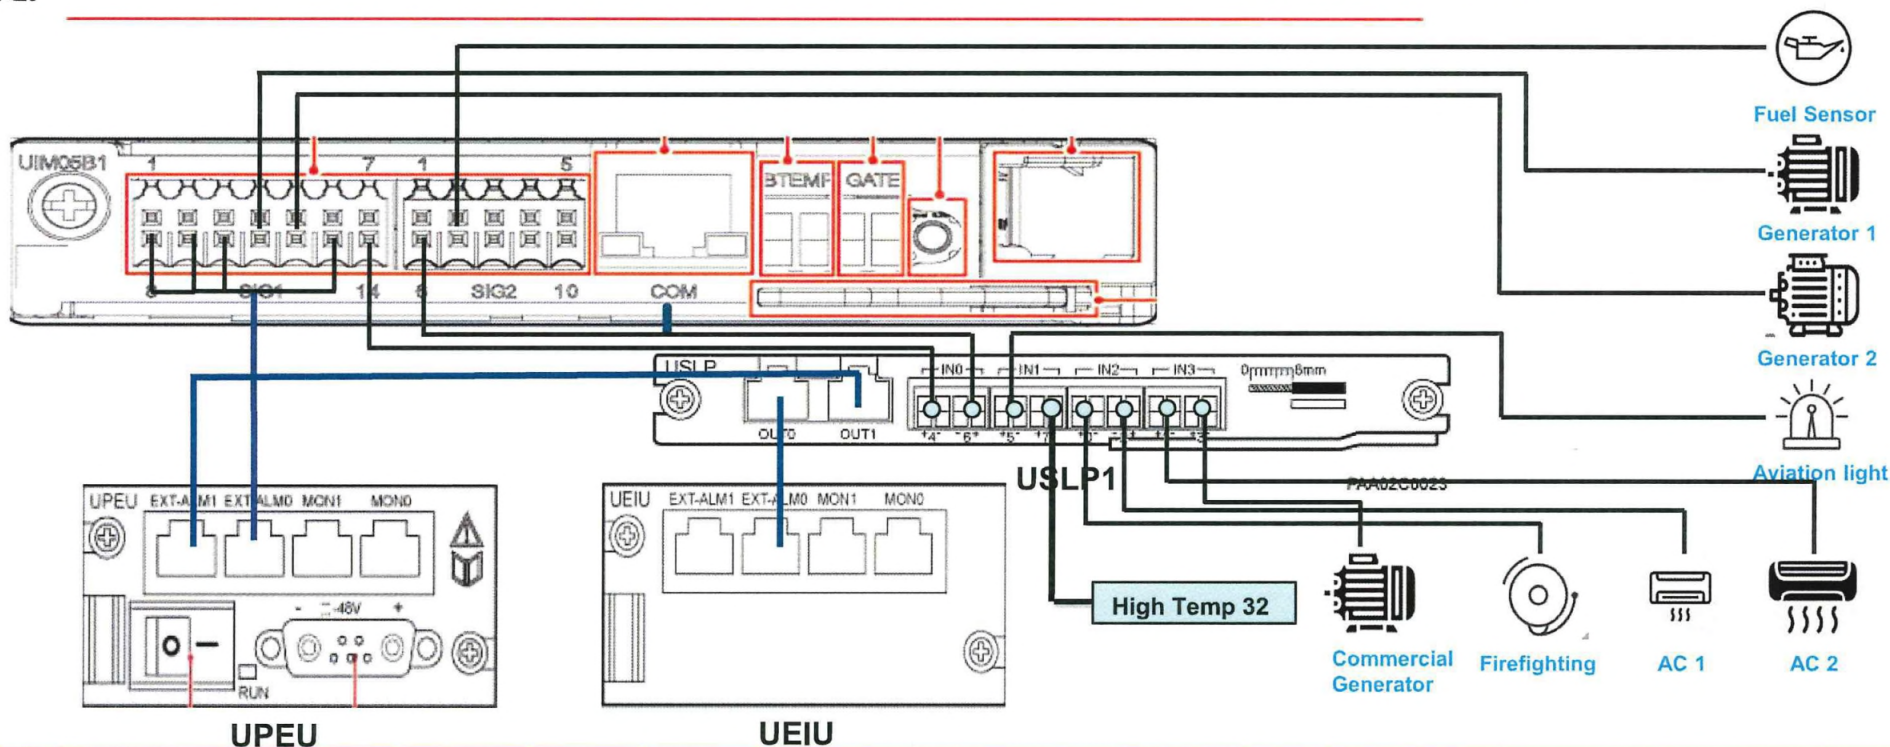 Fuel Sensor
UIM05B1
1
7
1
5
BTEMP
GATE
Generator 1
8
SIG1
14
6
SIG2
10
COM
Generator 2
USLP
IN0
IN1
IN2
IN3
0
6mm
OUT0
OUT1
Aviation light
USLP1
PAA02C0023
UPEU
EXT-ALM1
EXT-ALM0
MON1
MON0
UEIU
EXT-ALM1
EXT-ALM0
MON1
MON0
High Temp 32
-
-48V
+
RUN
Commercial
Generator
Firefighting
AC 1
AC 2
UPEU
UEIU